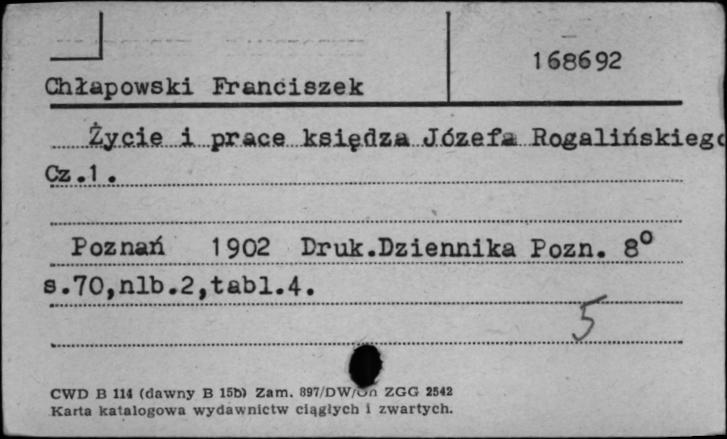 168692
Chłapowski Franciszek
Życie i prace księdza Józefa Rogalińskiego
Cz.1.
Poznań 1902 Druk.Dziennika Pozn. 8°
s.70,nlb.2,tabl.4.
5
CWD B 114 (dawny B 15b) Zam. 897/DW/On ZGG 2542
Karta katalogowa wydawnictw ciągłych i zwartych.